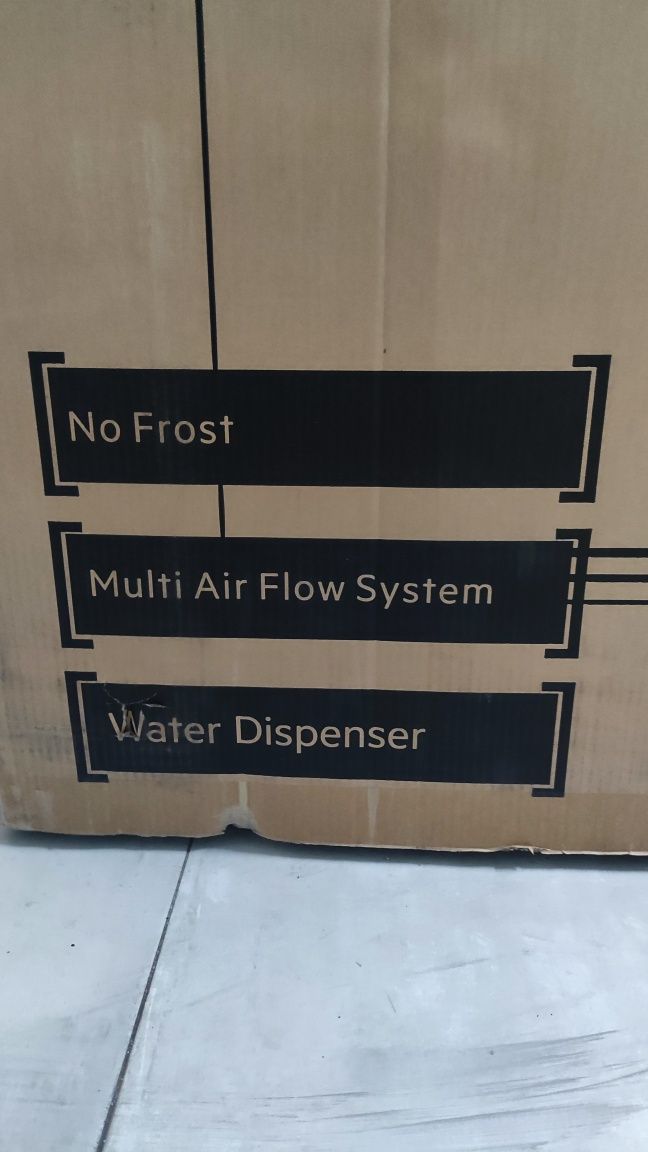 No Frost
Multi Air Flow System
Water Dispenser